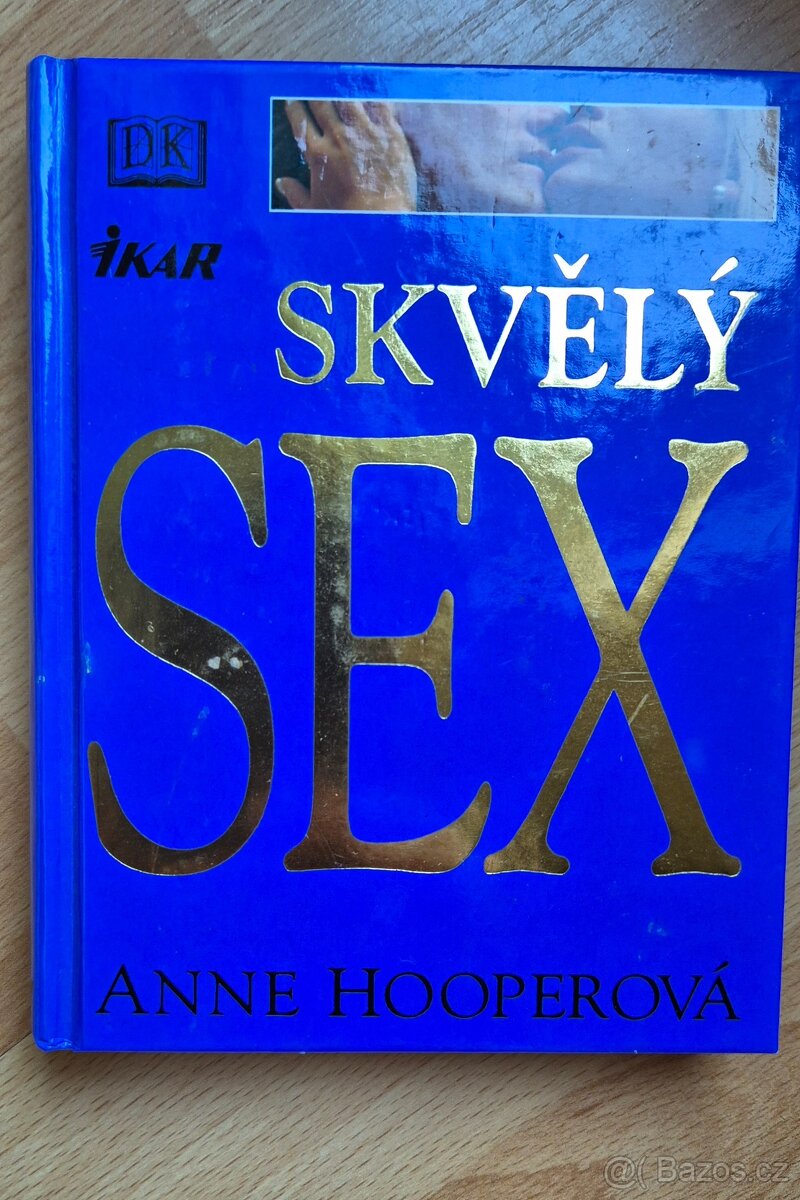 DK
iKAR
SKVĚLÝ
SEX
ANNE HOOPEROVÁ
@( Bazos.cz